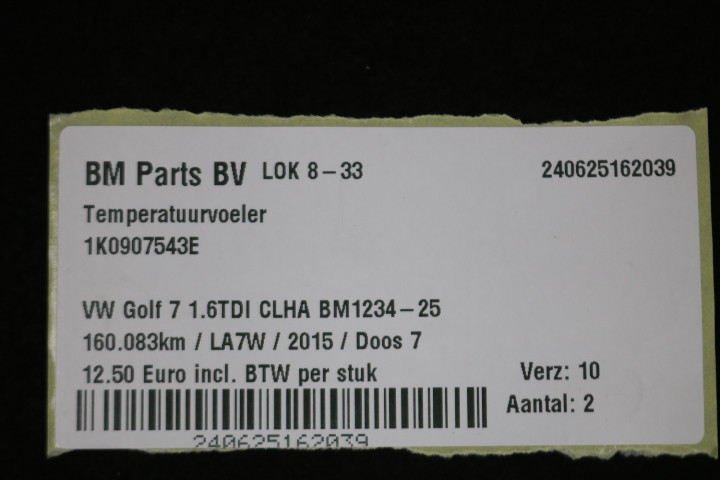 BM Parts BV LOK 8-33 240625162039
Temperatuurvoeler
1K0907543E
VW Golf 7 1.6TDI CLHA BM1234-25
160.083km / LA7W / 2015 / Doos 7
12.50 Euro incl. BTW per stuk Verz: 10
Aantal: 2
240625162039